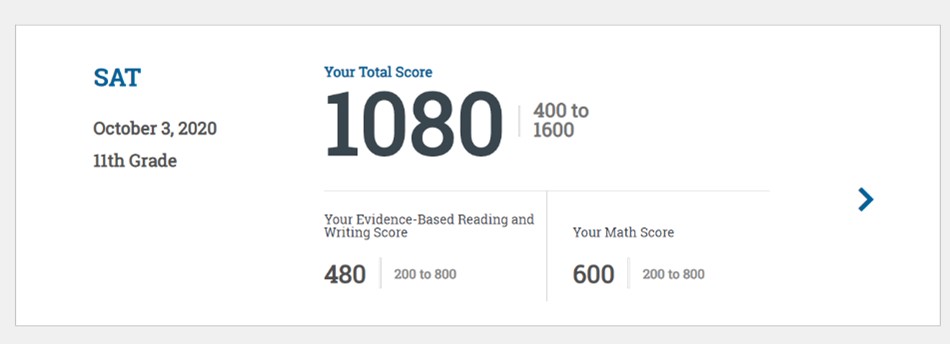 SAT
October 3, 2020
11th Grade
Your Total Score
1080
400 to
1600
Your Evidence-Based Reading and
Writing Score
480
200 to 800
Your Math Score
600
200 to 800